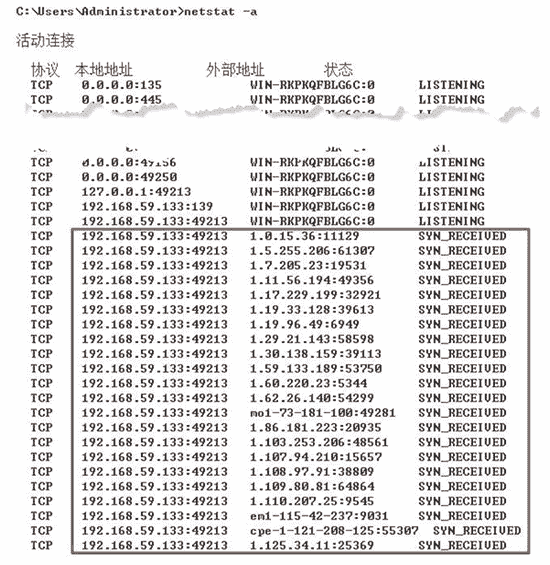 C:\Users\Administrator>netstat -a
活动连接
协议 本地地址 外部地址 状态
TCP 0.0.0.0:135 WIN-RKPKQFBLG6C:0 LISTENING
TCP 0.0.0.0:445 WIN-RKPKQFBLG6C:0 LISTENING
TCP 0.0.0.0:49156 WIN-RKPKQFBLG6C:0 LISTENING
TCP 0.0.0.0:49250 WIN-RKPKQFBLG6C:0 LISTENING
TCP 127.0.0.1:49213 WIN-RKPKQFBLG6C:0 LISTENING
TCP 192.168.59.133:139 WIN-RKPKQFBLG6C:0 LISTENING
TCP 192.168.59.133:49213 WIN-RKPKQFBLG6C:0 LISTENING
TCP 192.168.59.133:49213 1.0.15.36:11129 SYN_RECEIVED
TCP 192.168.59.133:49213 1.5.255.206:61307 SYN_RECEIVED
TCP 192.168.59.133:49213 1.7.205.23:19531 SYN_RECEIVED
TCP 192.168.59.133:49213 1.11.56.194:49356 SYN_RECEIVED
TCP 192.168.59.133:49213 1.17.229.199:32921 SYN_RECEIVED
TCP 192.168.59.133:49213 1.19.33.128:39613 SYN_RECEIVED
TCP 192.168.59.133:49213 1.19.96.49:6949 SYN_RECEIVED
TCP 192.168.59.133:49213 1.29.21.143:58598 SYN_RECEIVED
TCP 192.168.59.133:49213 1.30.138.159:39113 SYN_RECEIVED
TCP 192.168.59.133:49213 1.59.133.189:53750 SYN_RECEIVED
TCP 192.168.59.133:49213 1.60.220.23:5344 SYN_RECEIVED
TCP 192.168.59.133:49213 1.62.26.140:54299 SYN_RECEIVED
TCP 192.168.59.133:49213 mo1-73-181-100:49281 SYN_RECEIVED
TCP 192.168.59.133:49213 1.86.181.223:20935 SYN_RECEIVED
TCP 192.168.59.133:49213 1.103.253.206:48561 SYN_RECEIVED
TCP 192.168.59.133:49213 1.107.94.210:15657 SYN_RECEIVED
TCP 192.168.59.133:49213 1.108.97.91:38809 SYN_RECEIVED
TCP 192.168.59.133:49213 1.109.80.81:64864 SYN_RECEIVED
TCP 192.168.59.133:49213 1.110.207.25:9545 SYN_RECEIVED
TCP 192.168.59.133:49213 em1-115-42-237:9031 SYN_RECEIVED
TCP 192.168.59.133:49213 cpe-1-121-208-125:55307 SYN_RECEIVED
TCP 192.168.59.133:49213 1.125.34.11:25369 SYN_RECEIVED